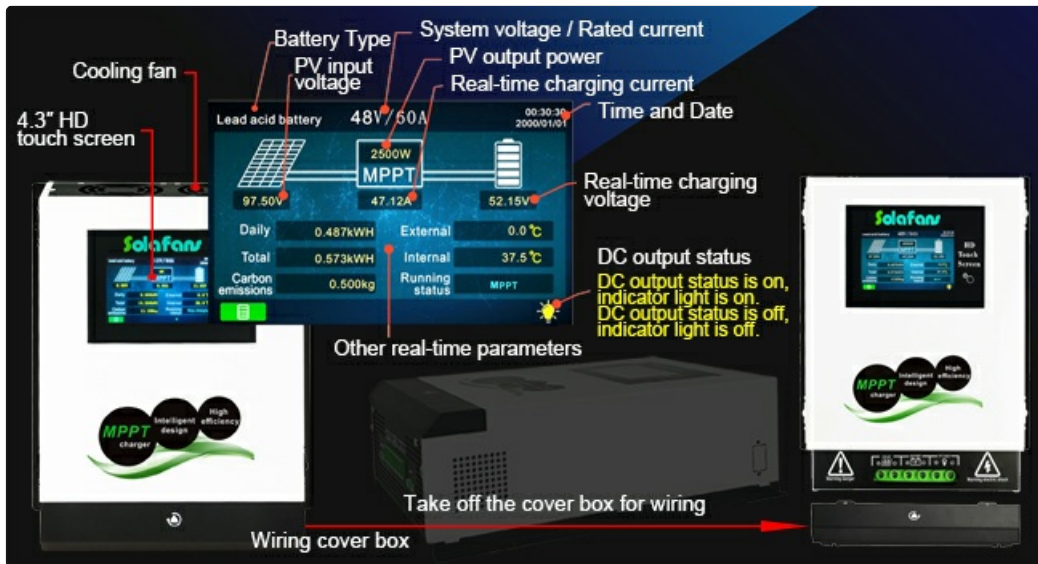 Battery Type
System voltage / Rated current
PV input
voltage
PV output power
Cooling fan
Real-time charging current
4.3" HD
touch screen
Lead acid battery
48V/60A
00:30:30
2000/01/01
Time and Date
2500W
MPPT
97.50V
47.12A
52.15V
Real-time charging
voltage
Daily
0.487kWH
External
0.0℃
Total
0.573kWH
Internal
37.5℃
Carbon
emissions
0.500kg
Running
status
MPPT
DC output status
DC output status is on,
indicator light is on.
DC output status is off,
indicator light is off.
Other real-time parameters
Solafans
MPPT
charger
Intelligent
design
High
efficiency
Solafans
HD
Touch
Screen
MPPT
charger
Intelligent
design
High
efficiency
Take off the cover box for wiring
Wiring cover box